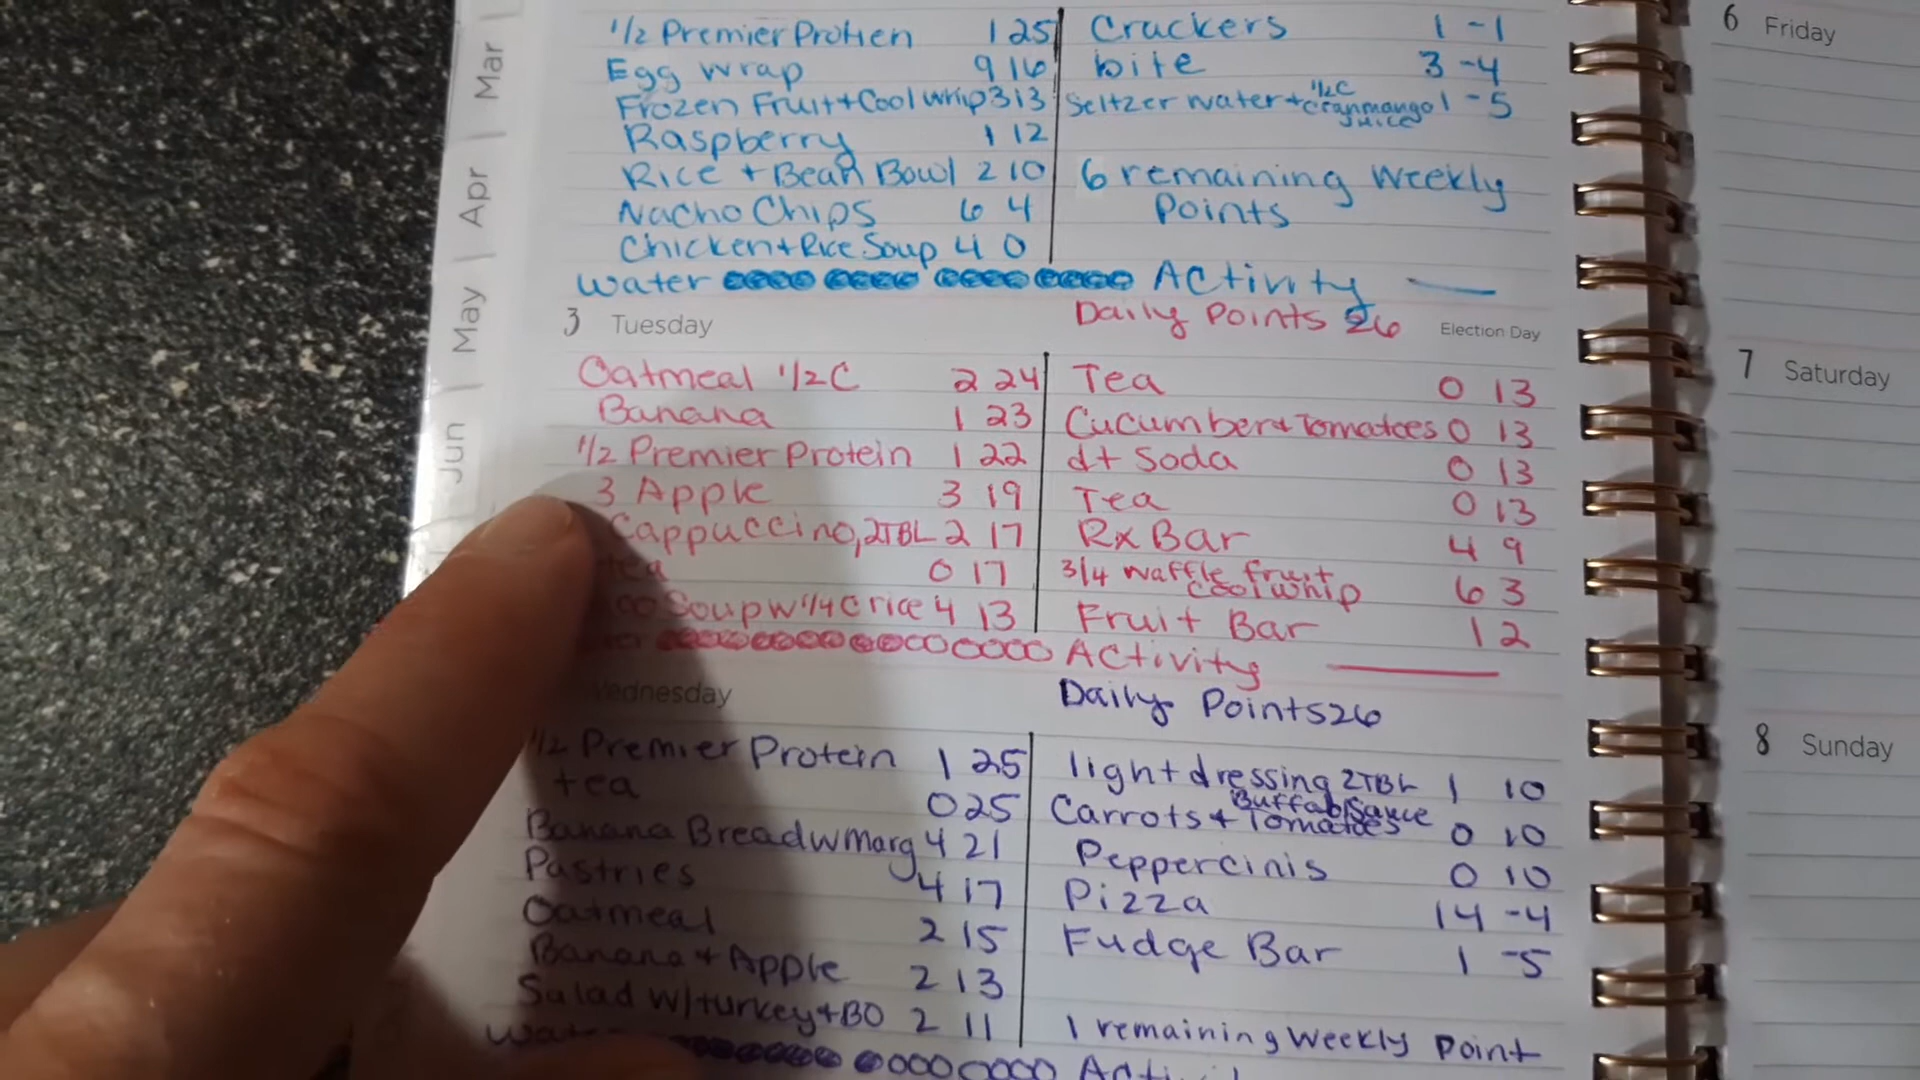 Mar
Apr
May
Jun
1/2 Premier Protien 1 25
Egg wrap 9 16
Frozen Fruit + Cool whip 3 13
Raspberry 1 12
Rice + Bean Bowl 2 10
Nacho Chips 6 4
Chicken + Rice Soup 4 0
Crackers 1 -1
bite 3 -4
Seltzer water + 1/2 C cranmango juice 1 -5
6 remaining weekly
Points
Water Activity
3 Tuesday Daily Points 26 Election Day
Oatmeal 1/2 C 2 24
Banana 1 23
1/2 Premier Protein 1 22
3 Apple 3 19
Cappuccino, 2TBL 2 17
tea 0 17
Soup w 1/4 C rice 4 13
Tea 0 13
Cucumber + Tomatoes 0 13
dt Soda 0 13
Tea 0 13
Rx Bar 4 9
3/4 waffle fruit coolwhip 6 3
Fruit Bar 1 2
Activity
Wednesday Daily Points 26
1/2 Premier Protein 1 25
tea 0 25
Banana Bread w Marg 4 21
Pastries 4 17
Oatmeal 2 15
Banana + Apple 2 13
Salad w/turkey + BO 2 11
light dressing 2TBL 1 10
Carrots + Tomatoes Buffalo Sauce 0 10
Peppercinis 0 10
Pizza 14 -4
Fudge Bar 1 -5
1 remaining weekly Point
6 Friday
7 Saturday
8 Sunday